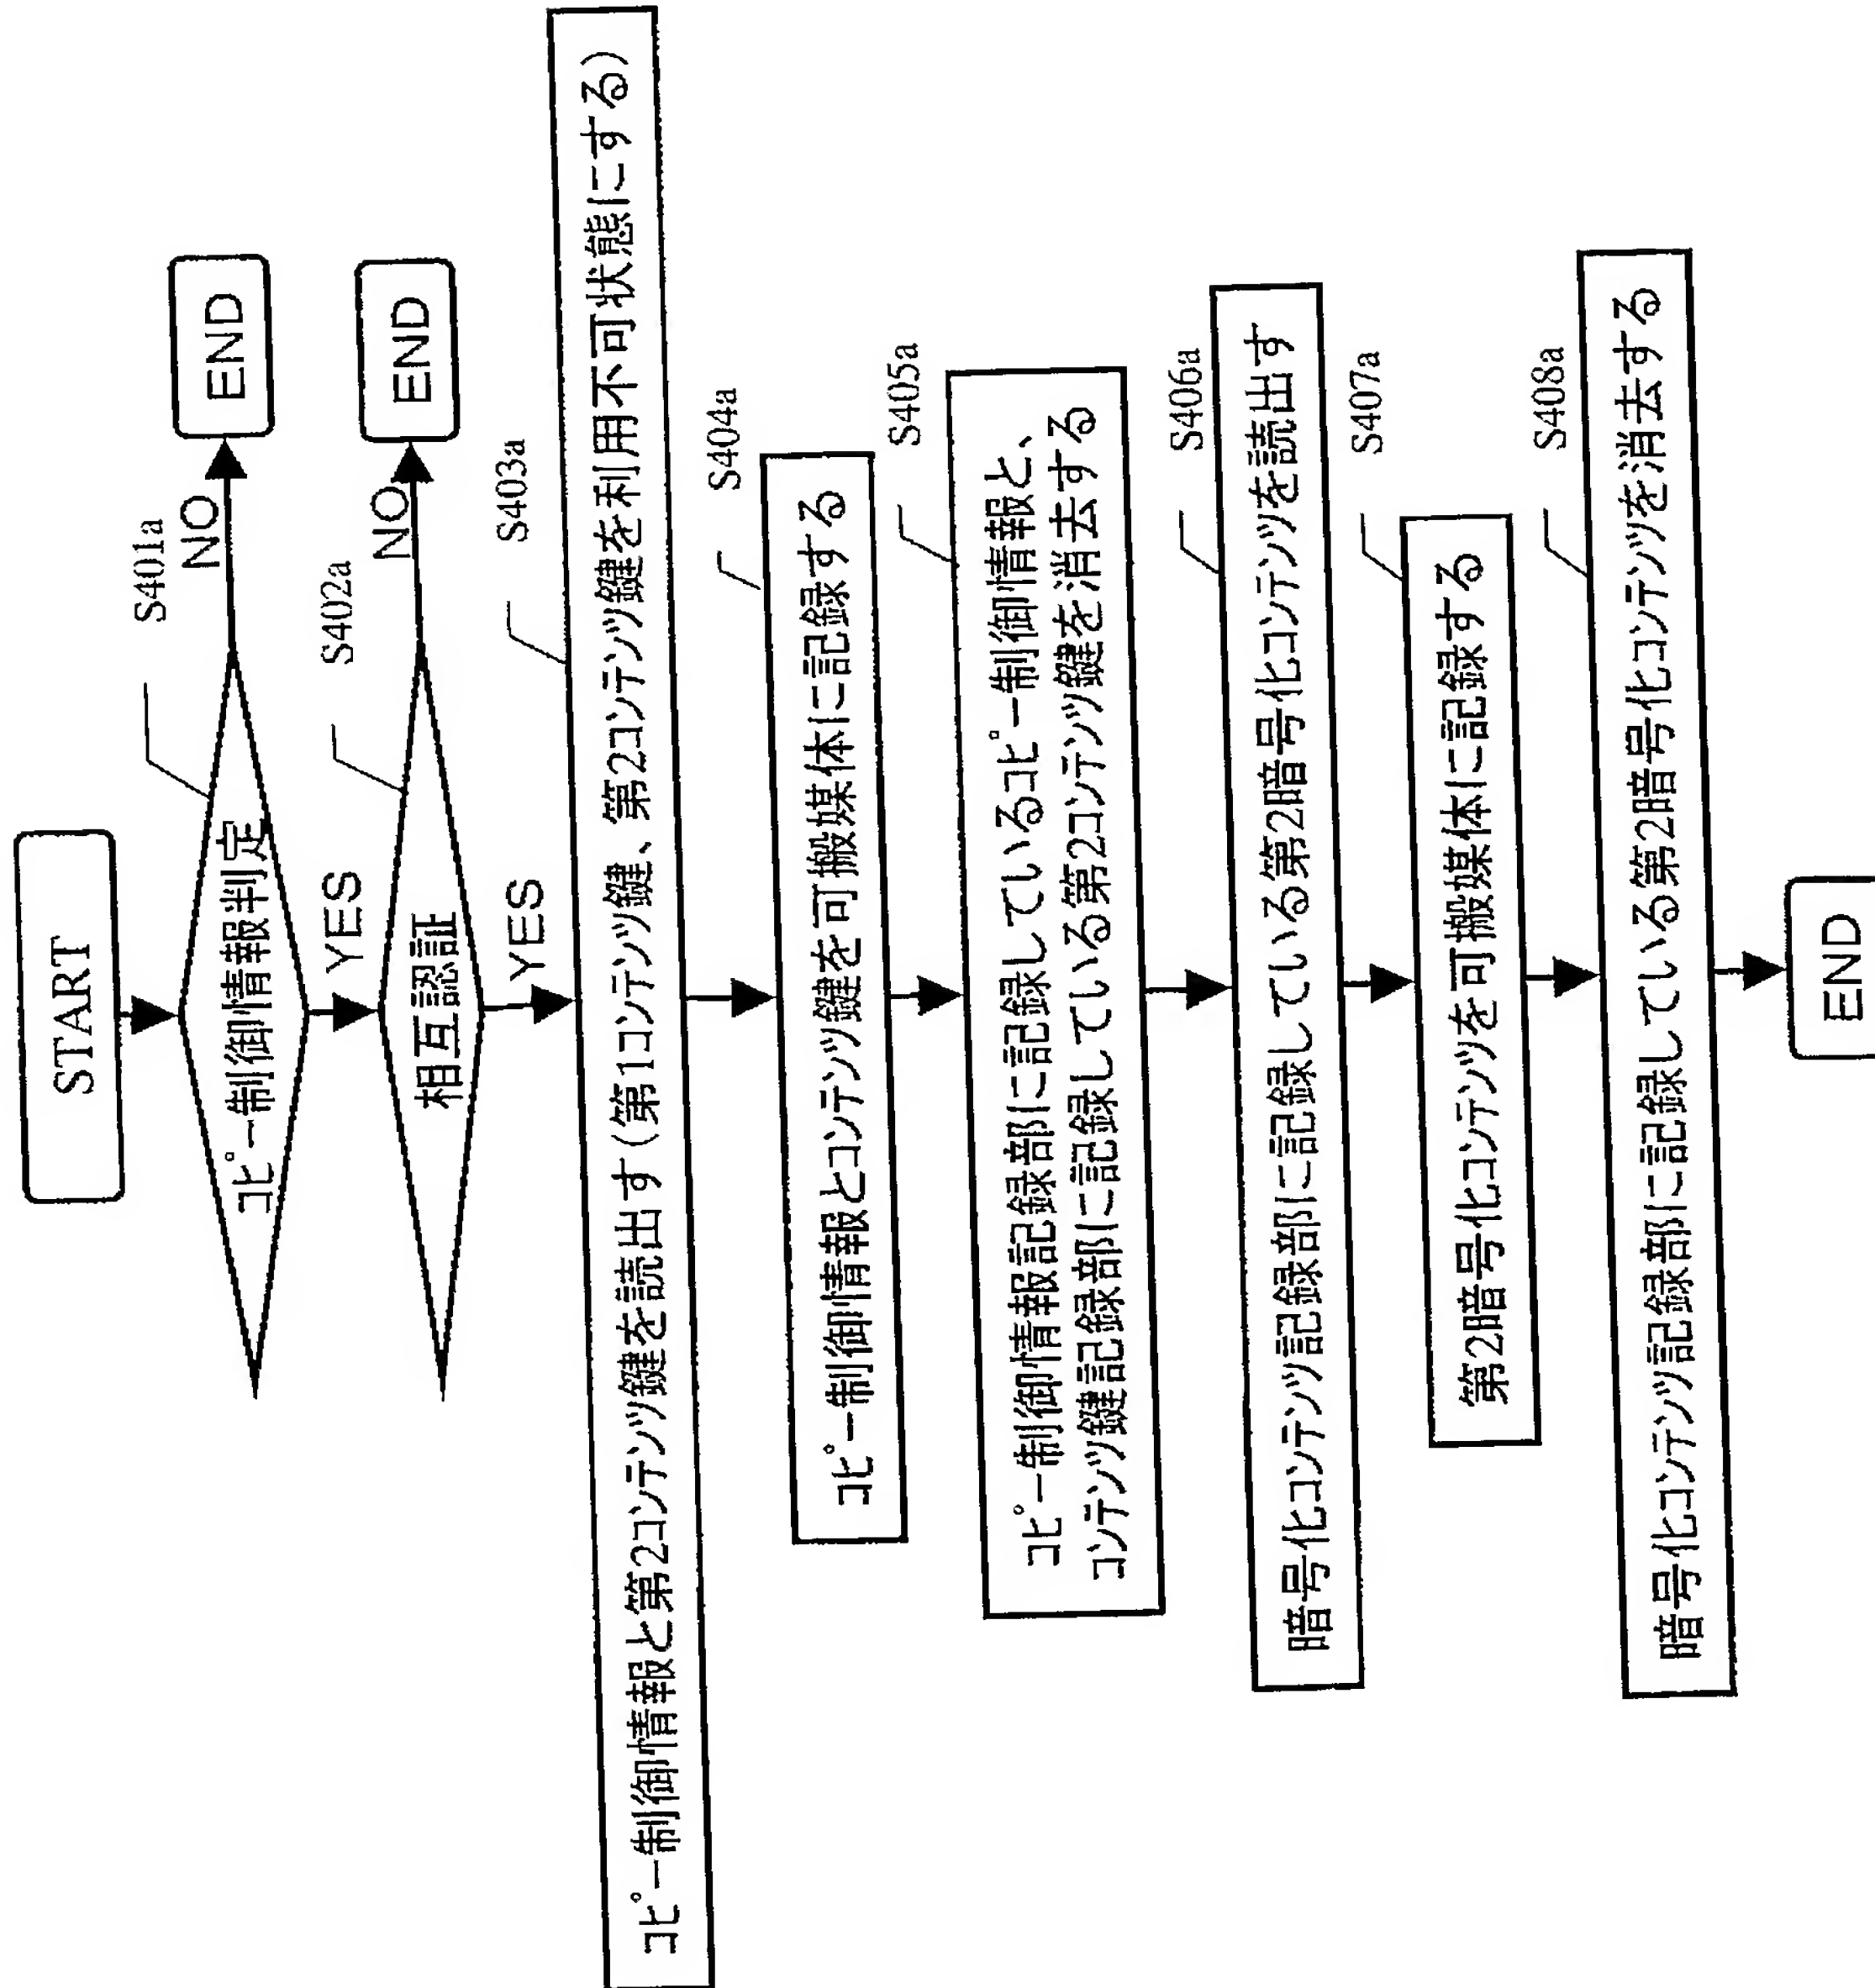 START
S401a
コピー制御情報判定
NO
END
YES
S402a
相互認証
NO
END
YES
S403a
コピー制御情報と第2コンテンツ鍵を読出す(第1コンテンツ鍵、第2コンテンツ鍵を利用不可状態にする)
S404a
コピー制御情報とコンテンツ鍵を可搬媒体に記録する
S405a
コピー制御情報記録部に記録しているコピー制御情報と、
コンテンツ鍵記録部に記録している第2コンテンツ鍵を消去する
S406a
暗号化コンテンツ記録部に記録している第2暗号化コンテンツを読出す
S407a
第2暗号化コンテンツを可搬媒体に記録する
S408a
暗号化コンテンツ記録部に記録している第2暗号化コンテンツを消去する
END